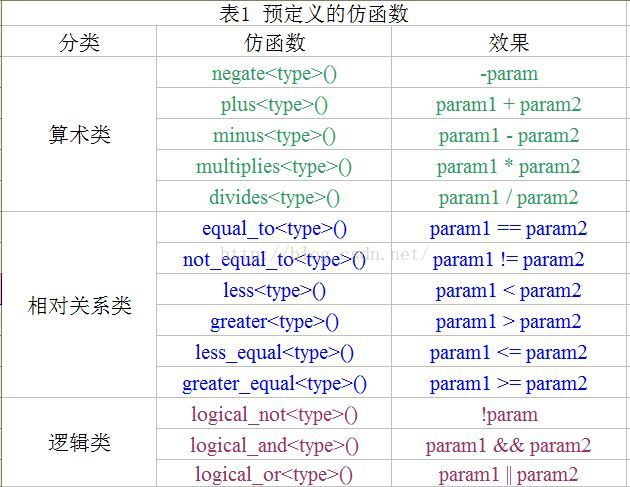 表1 预定义的仿函数
分类 仿函数 效果
算术类
negate<type>() -param
plus<type>() param1 + param2
minus<type>() param1 - param2
multiplies<type>() param1 * param2
divides<type>() param1 / param2
相对关系类
equal_to<type>() param1 == param2
http://blog.csdn.net/
not_equal_to<type>() param1 != param2
less<type>() param1 < param2
greater<type>() param1 > param2
less_equal<type>() param1 <= param2
greater_equal<type>() param1 >= param2
逻辑类
logical_not<type>() !param
logical_and<type>() param1 && param2
logical_or<type>() param1 || param2